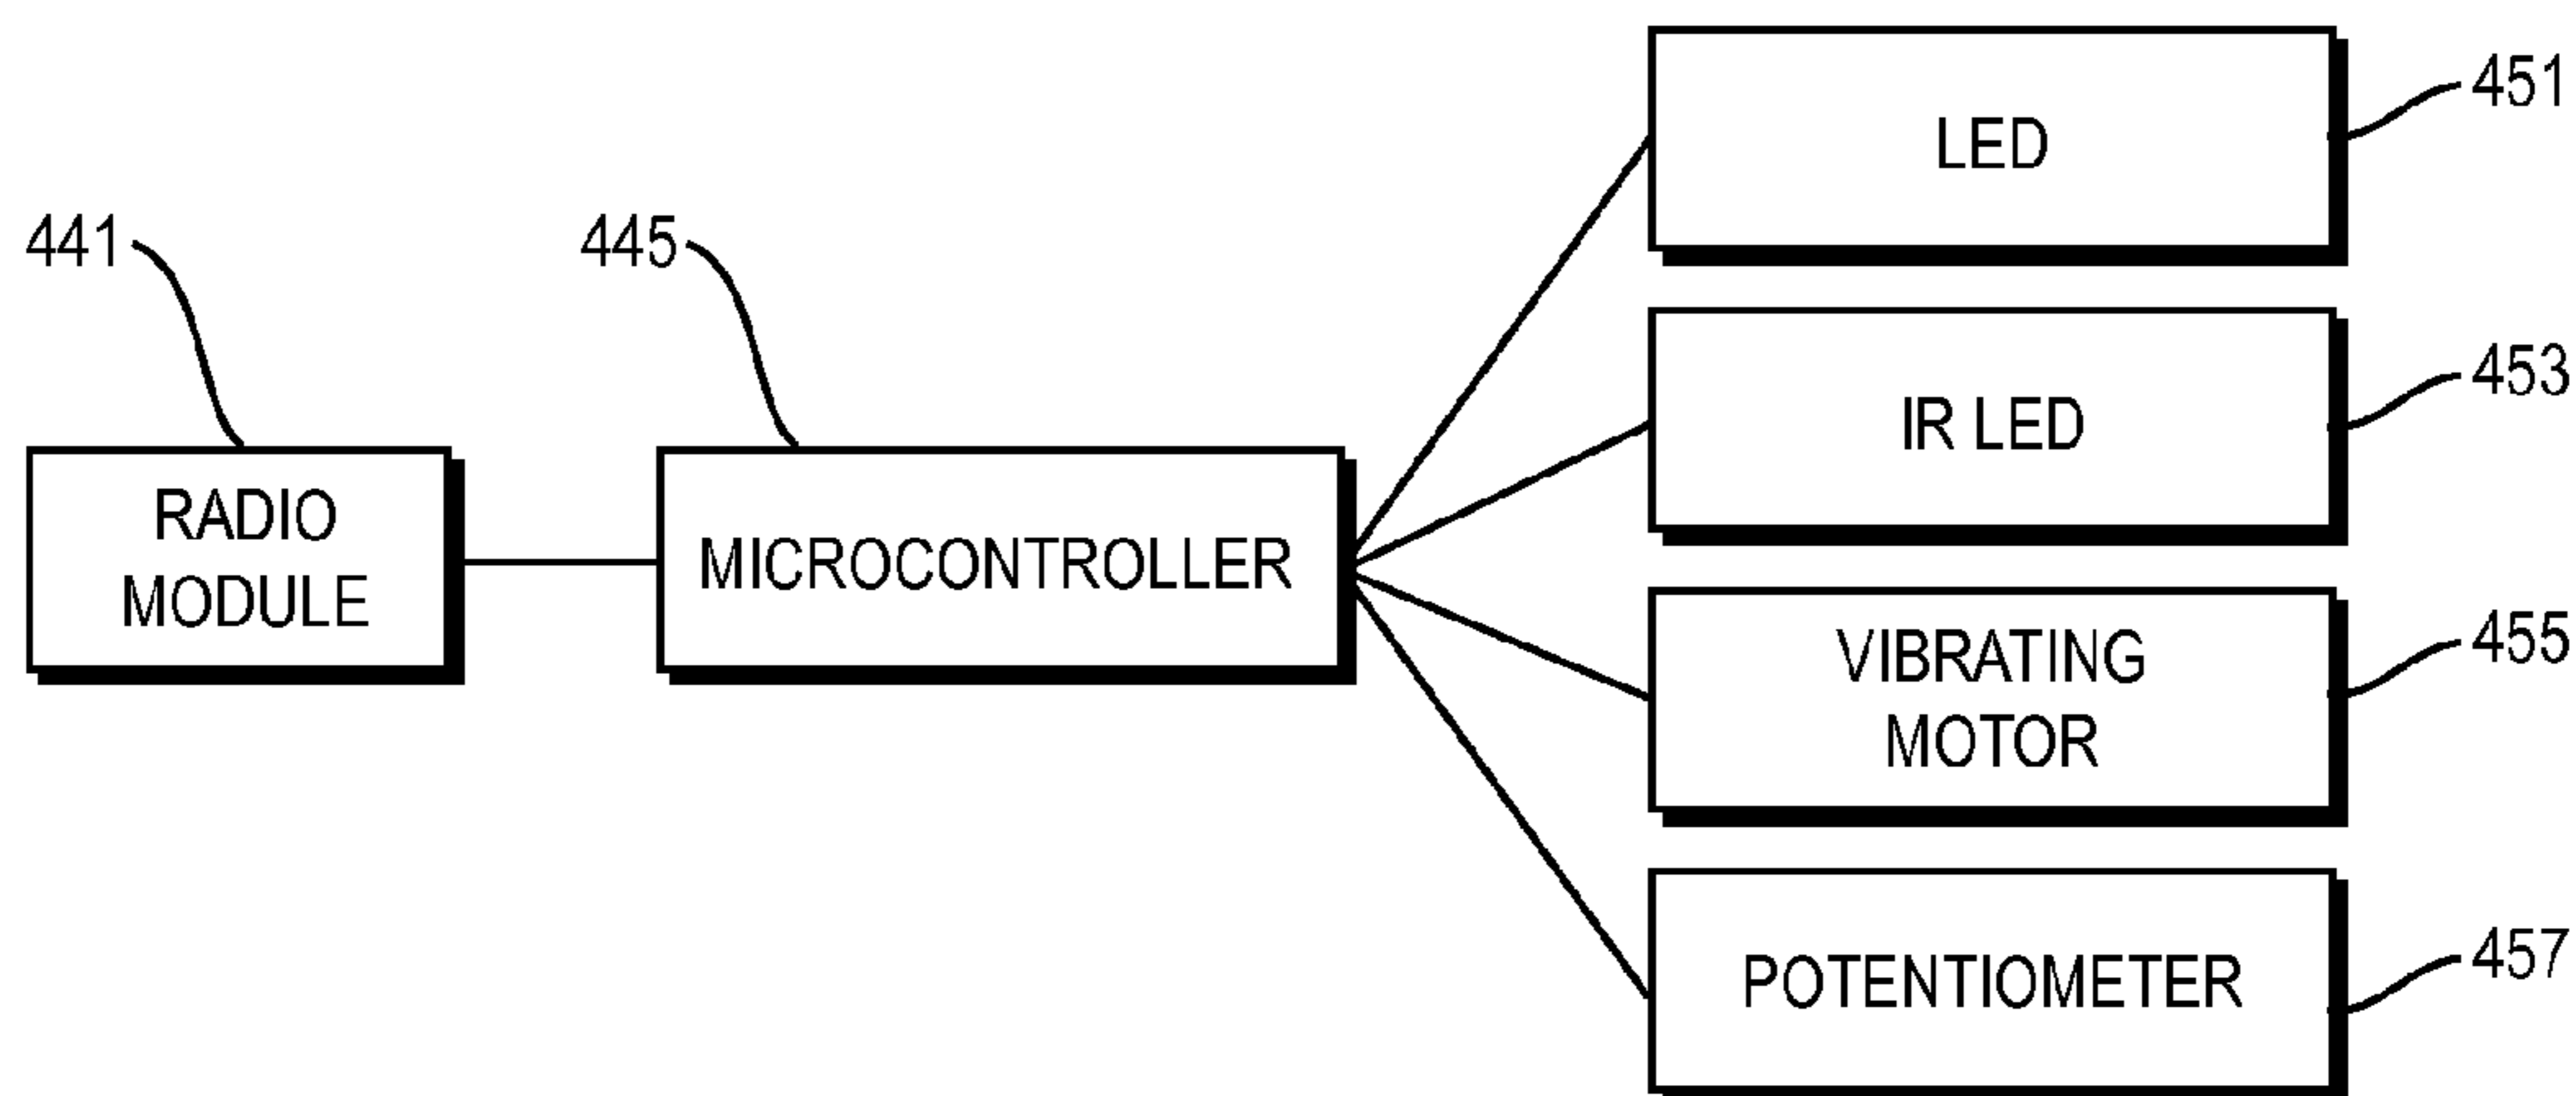 451
LED
441
445
453
IR LED
RADIO
MODULE
MICROCONTROLLER
455
VIBRATING
MOTOR
457
POTENTIOMETER